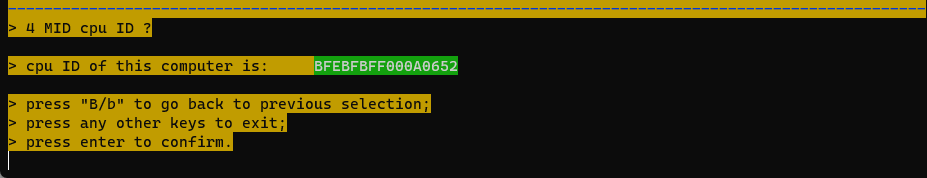 > 4 MID cpu ID ?
> cpu ID of this computer is: BFEBFBFF000A0652
> press "B/b" to go back to previous selection;
> press any other keys to exit;
> press enter to confirm.